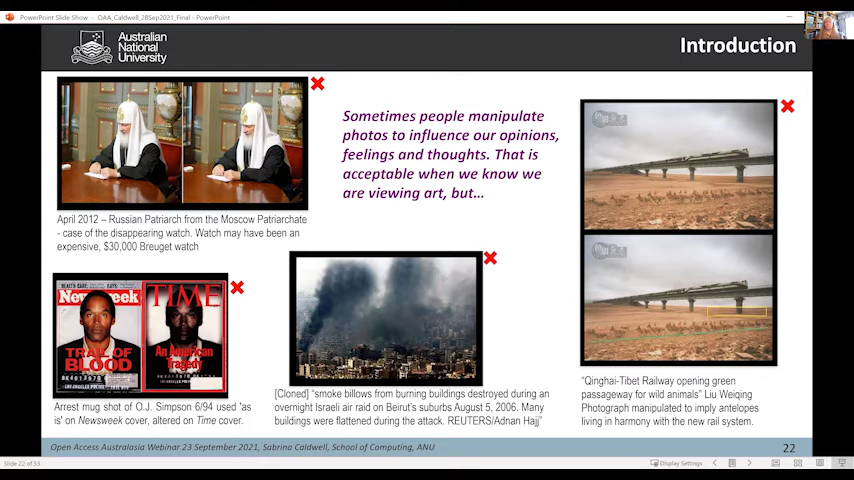 PowerPoint Slide Show - OAA_Caldwell_28Sep2021_Final - PowerPoint
Australian
National
University
Introduction
Sometimes people manipulate
photos to influence our opinions,
feelings and thoughts. That is
acceptable when we know we
are viewing art, but…
April 2012 – Russian Patriarch from the Moscow Patriarchate
- case of the disappearing watch. Watch may have been an
expensive, $30,000 Breuget watch
HEALTH CARE:
Newsweek
TRAIL OF
BLOOD
TIME
An American
Tragedy
Arrest mug shot of O.J. Simpson 6/94 used 'as
is' on Newsweek cover, altered on Time cover.
[Cloned] “smoke billows from burning buildings destroyed during an
overnight Israeli air raid on Beirut's suburbs August 5, 2006. Many
buildings were flattened during the attack. REUTERS/Adnan Hajj”
“Qinghai-Tibet Railway opening green
passageway for wild animals” Liu Weiqing
Photograph manipulated to imply antelopes
living in harmony with the new rail system.
Open Access Australasia Webinar 23 September 2021, Sabrina Caldwell, School of Computing, ANU
22
Slide 22 of 53
Display Settings